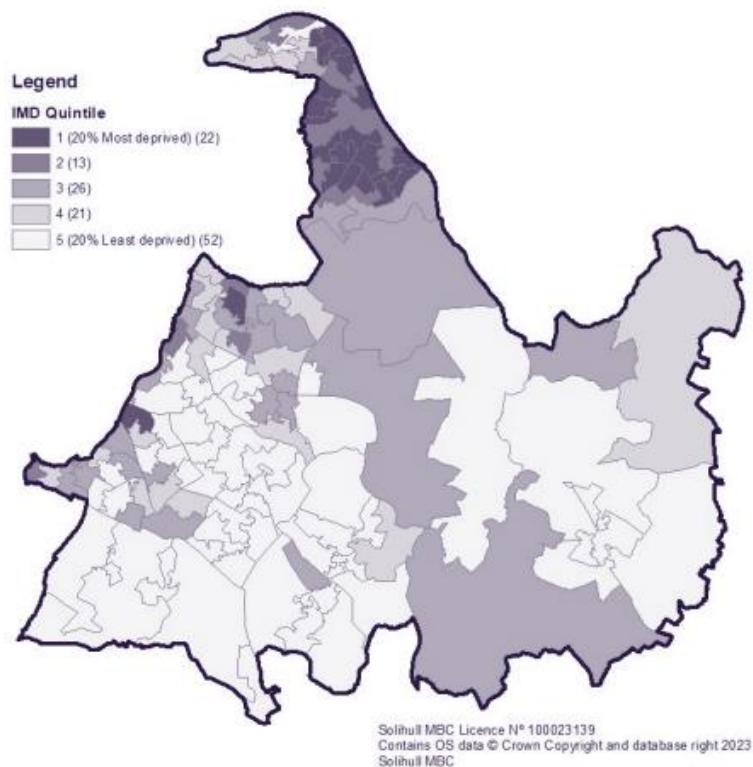 Legend
IMD Quintile
1 (20% Most deprived) (22)
2 (13)
3 (26)
4 (21)
5 (20% Least deprived) (52)
Solihull MBC Licence Nº 100023139
Contains OS data © Crown Copyright and database right 2023
Solihull MBC